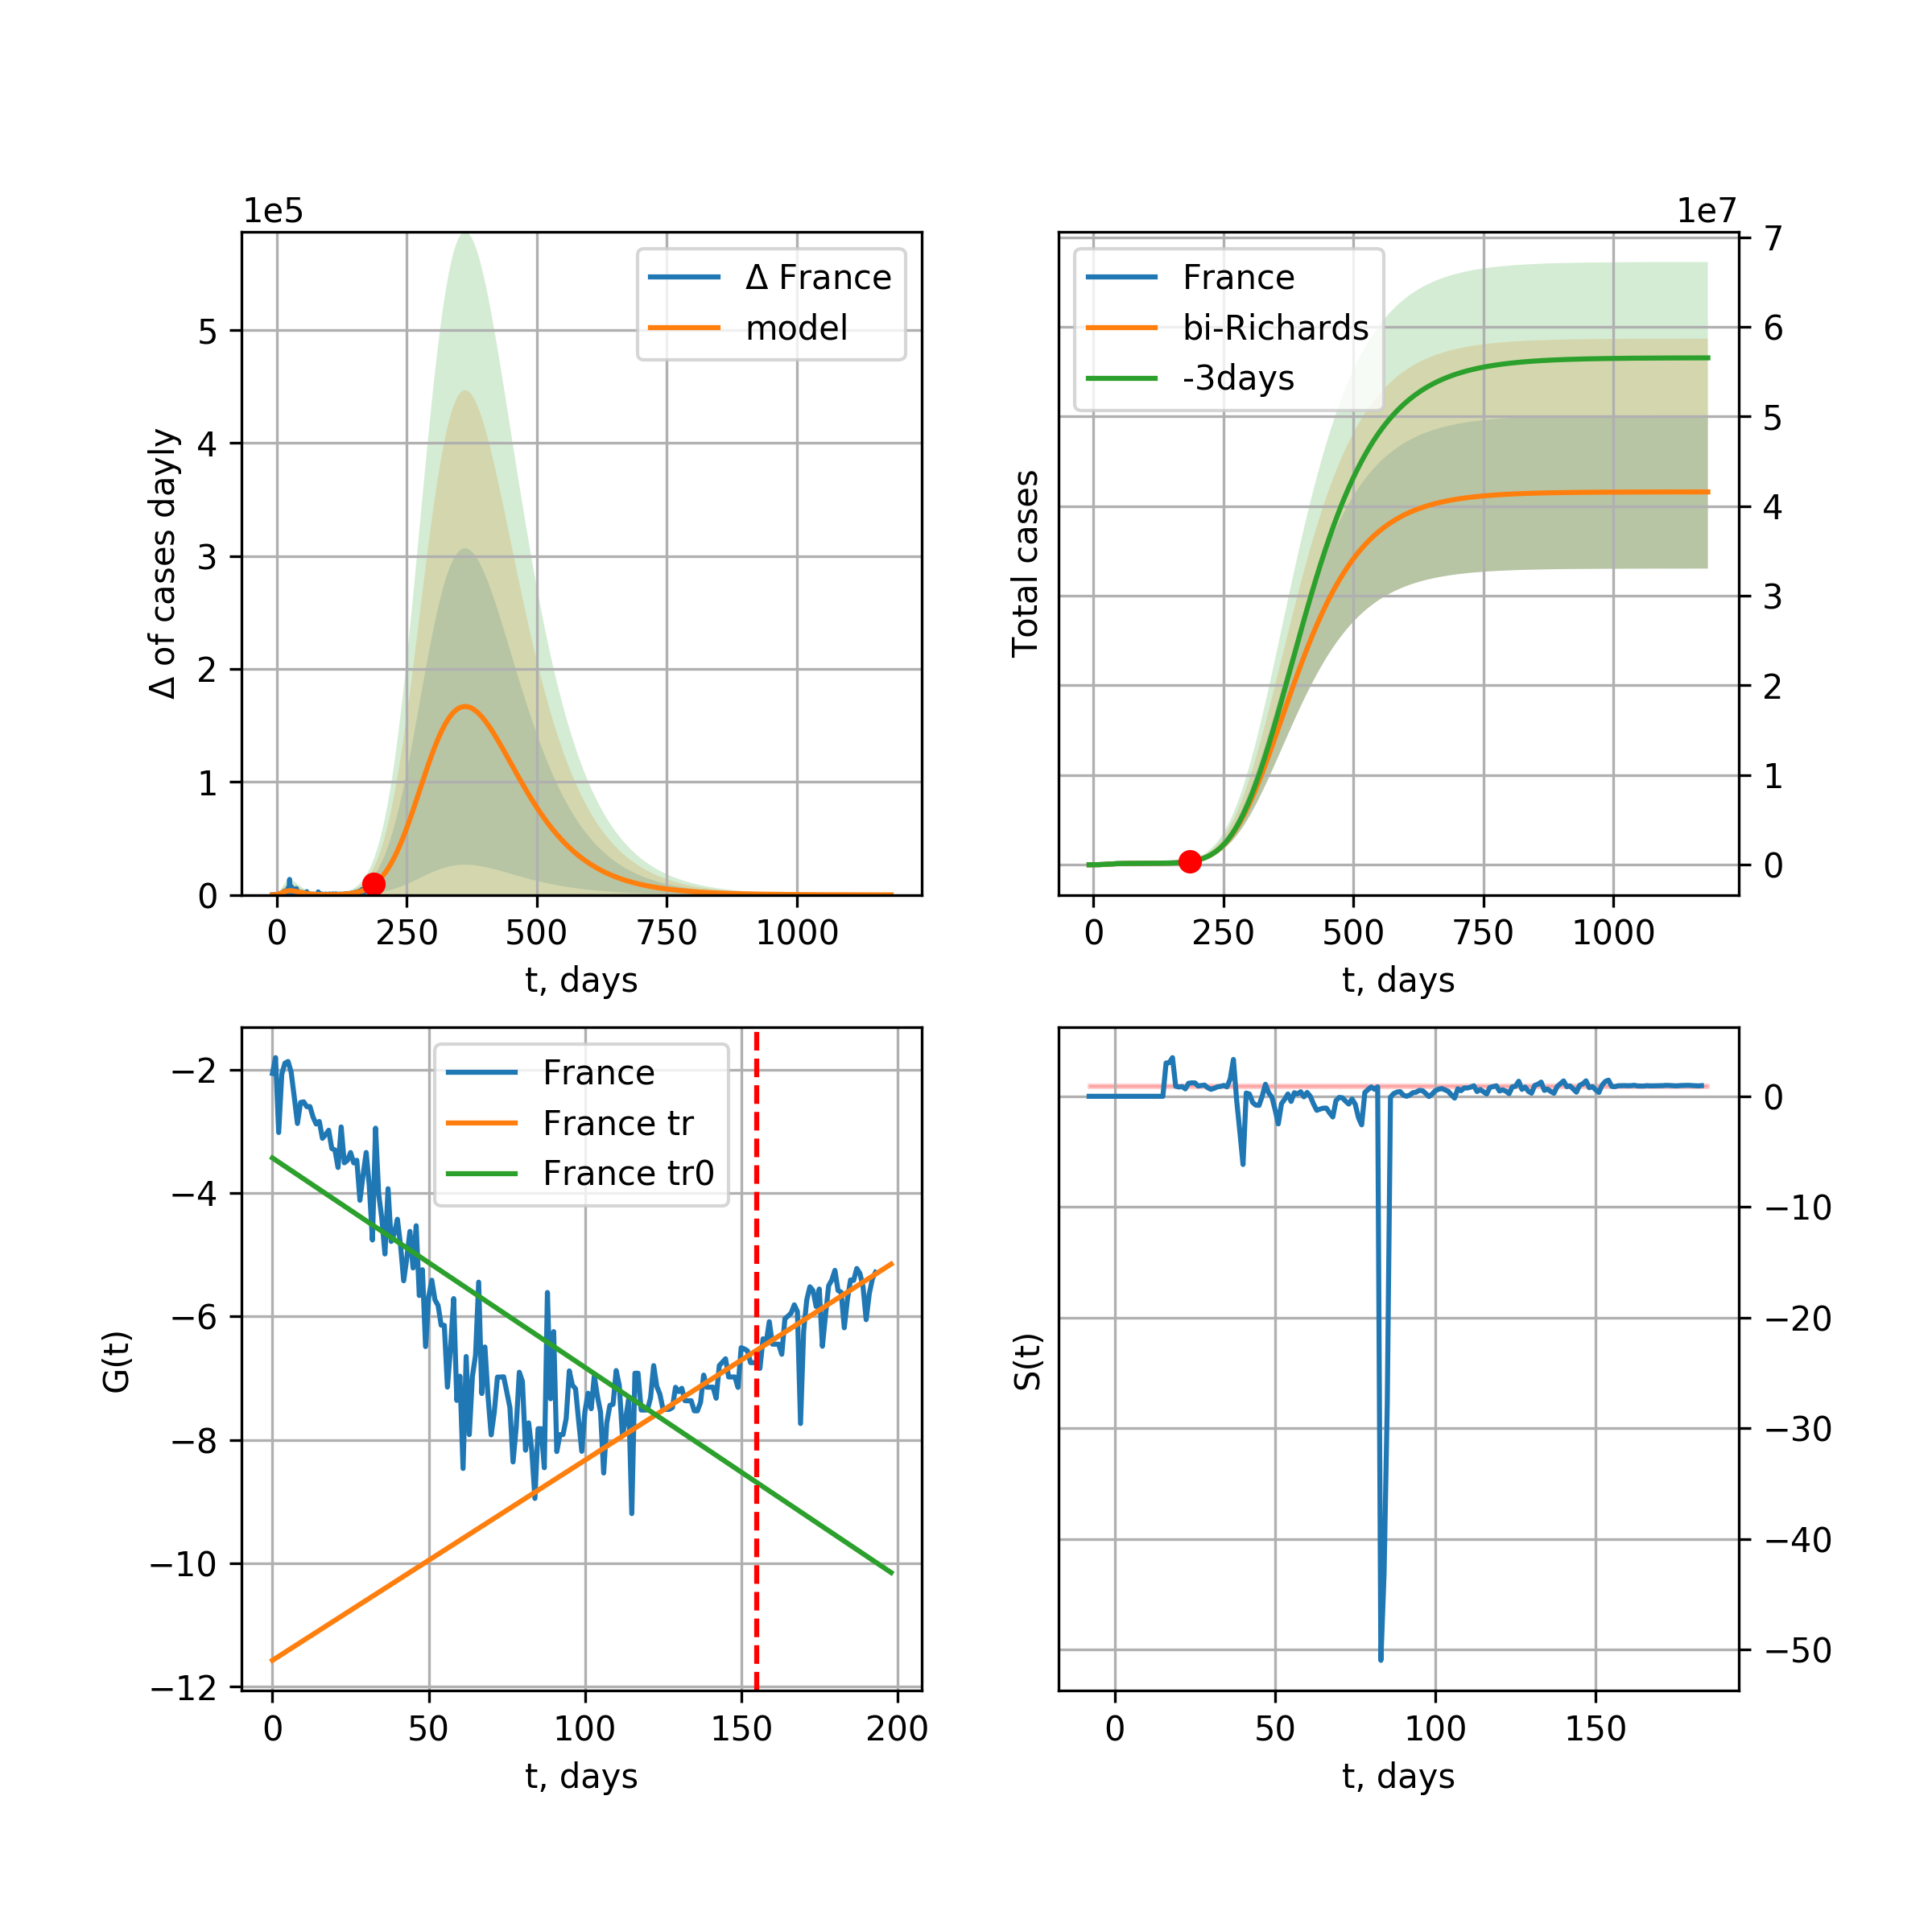 1e5
Δ of cases dayly
5
4
3
2
1
0
Δ France
model
0 250 500 750 1000
t, days
1e7
Total cases
France
bi-Richards
-3days
7
6
5
4
3
2
1
0
0 250 500 750 1000
t, days
G(t)
−2
−4
−6
−8
−10
−12
France
France tr
France tr0
0 50 100 150 200
t, days
S(t)
0
−10
−20
−30
−40
−50
0 50 100 150
t, days